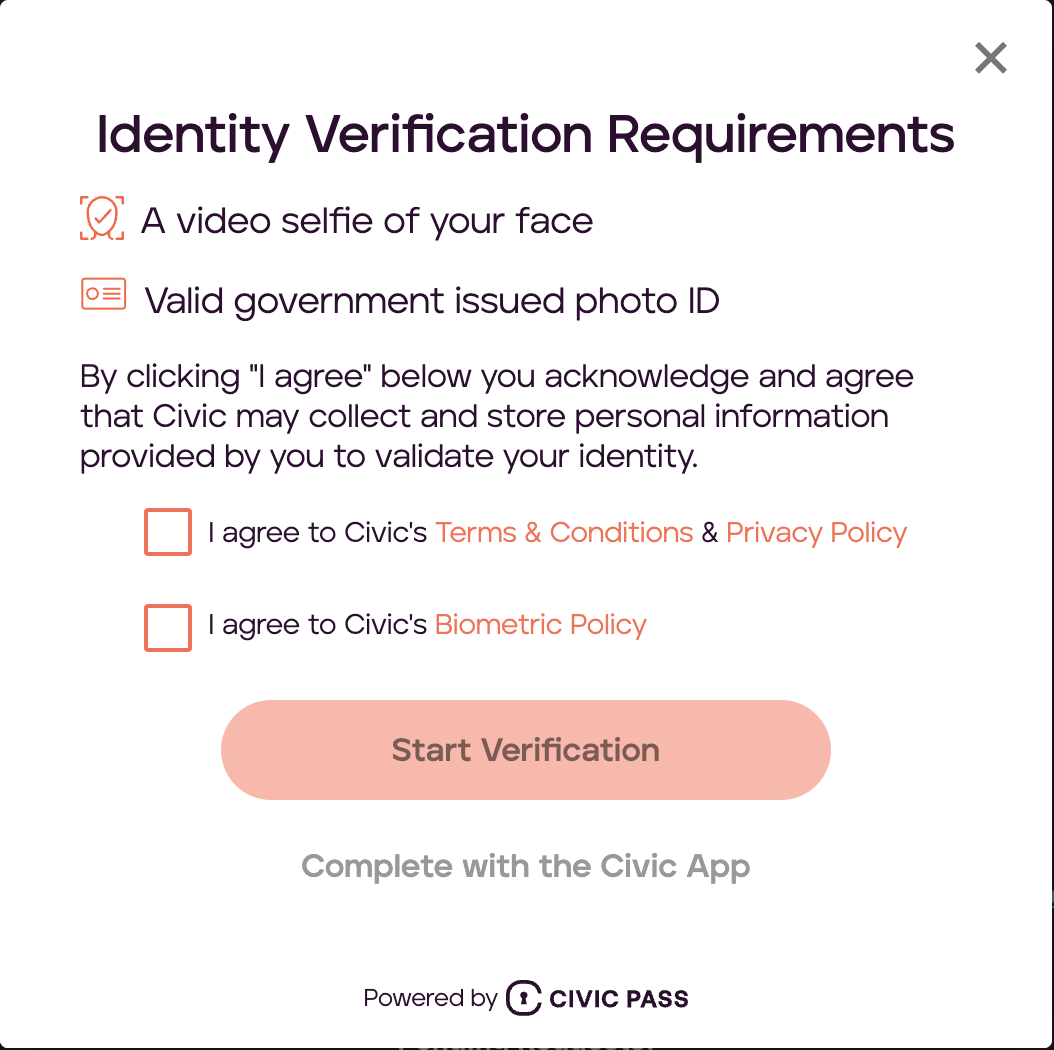 Identity Verification Requirements
A video selfie of your face
Valid government issued photo ID
By clicking "I agree" below you acknowledge and agree
that Civic may collect and store personal information
provided by you to validate your identity.
I agree to Civic's Terms & Conditions & Privacy Policy
I agree to Civic's Biometric Policy
Start Verification
Complete with the Civic App
Powered by CIVIC PASS